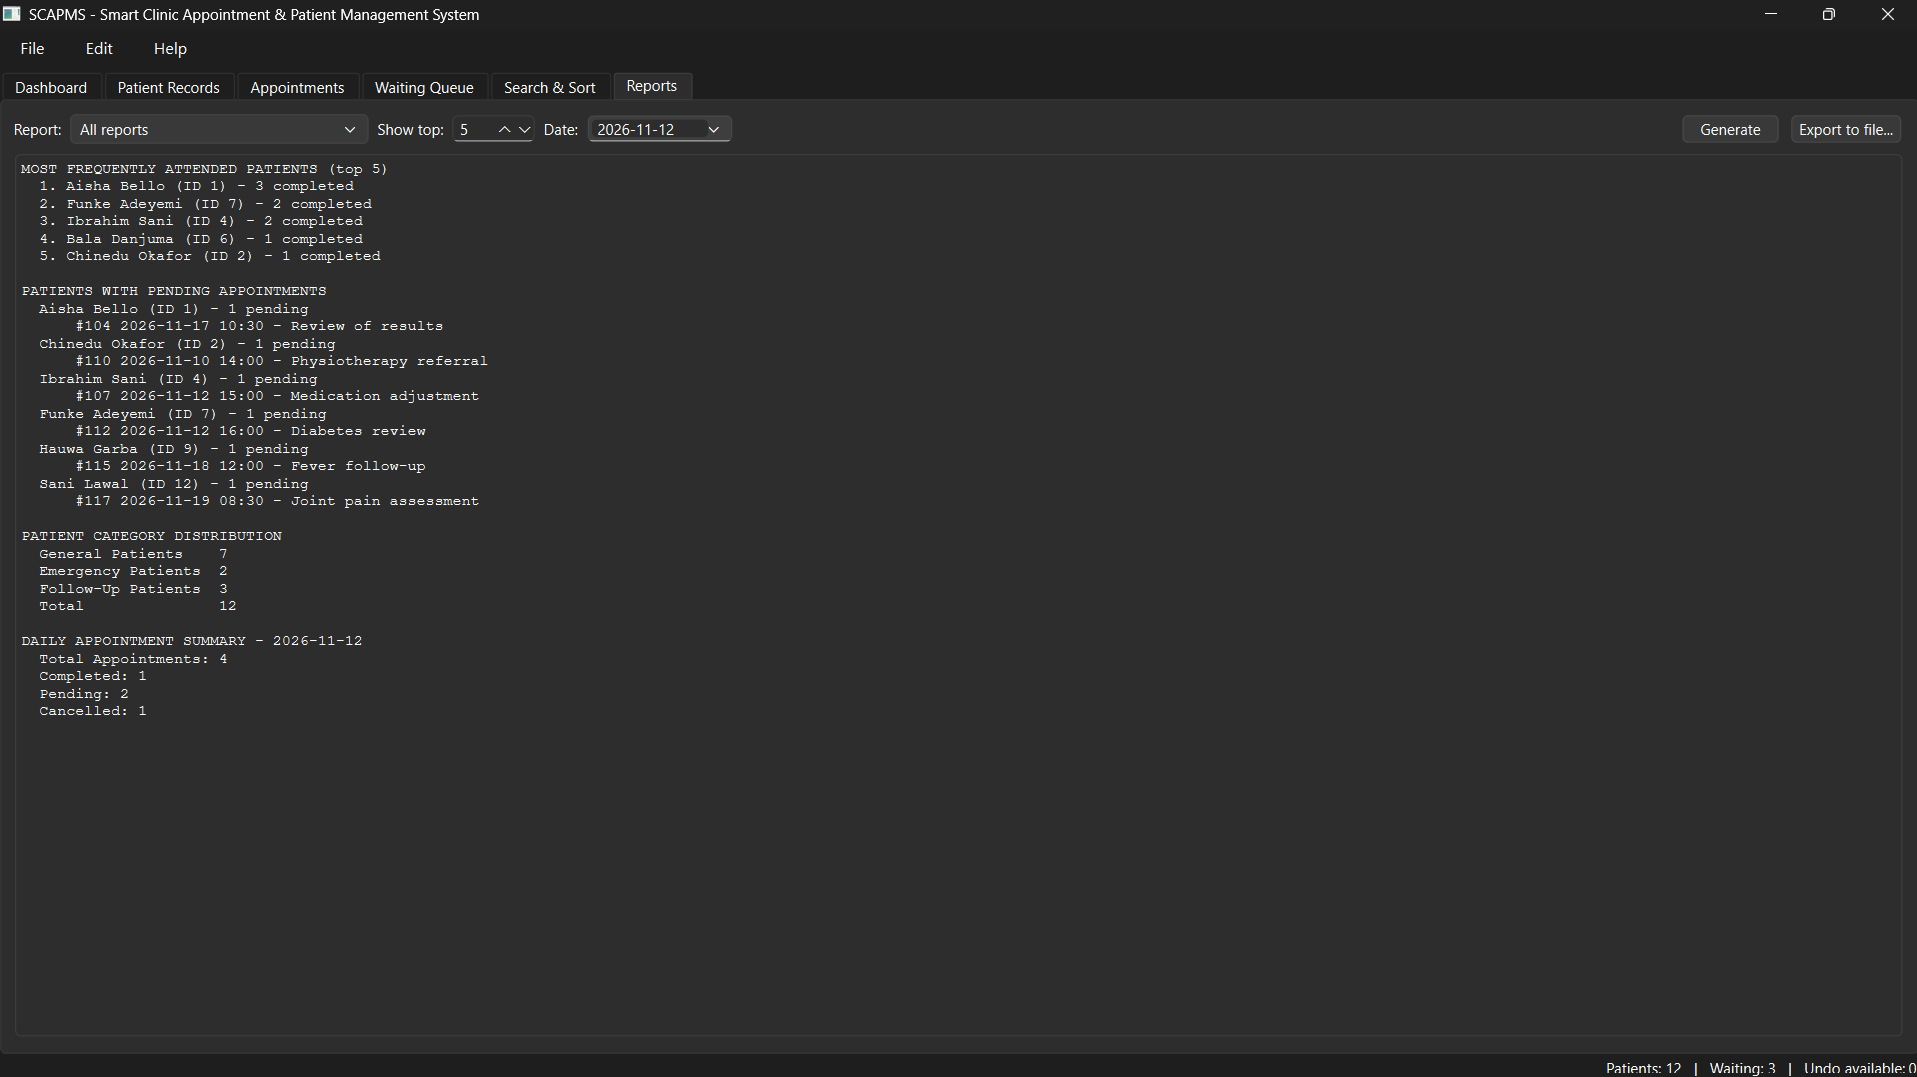 SCAPMS - Smart Clinic Appointment & Patient Management System
File Edit Help
Dashboard Patient Records Appointments Waiting Queue Search & Sort Reports
Report: All reports Show top: 5 Date: 2026-11-12 Generate Export to file...
MOST FREQUENTLY ATTENDED PATIENTS (top 5)
1. Aisha Bello (ID 1) - 3 completed
2. Funke Adeyemi (ID 7) - 2 completed
3. Ibrahim Sani (ID 4) - 2 completed
4. Bala Danjuma (ID 6) - 1 completed
5. Chinedu Okafor (ID 2) - 1 completed
PATIENTS WITH PENDING APPOINTMENTS
Aisha Bello (ID 1) - 1 pending
#104 2026-11-17 10:30 - Review of results
Chinedu Okafor (ID 2) - 1 pending
#110 2026-11-10 14:00 - Physiotherapy referral
Ibrahim Sani (ID 4) - 1 pending
#107 2026-11-12 15:00 - Medication adjustment
Funke Adeyemi (ID 7) - 1 pending
#112 2026-11-12 16:00 - Diabetes review
Hauwa Garba (ID 9) - 1 pending
#115 2026-11-18 12:00 - Fever follow-up
Sani Lawal (ID 12) - 1 pending
#117 2026-11-19 08:30 - Joint pain assessment
PATIENT CATEGORY DISTRIBUTION
General Patients 7
Emergency Patients 2
Follow-Up Patients 3
Total 12
DAILY APPOINTMENT SUMMARY - 2026-11-12
Total Appointments: 4
Completed: 1
Pending: 2
Cancelled: 1
Patients: 12 | Waiting: 3 | Undo available: 0